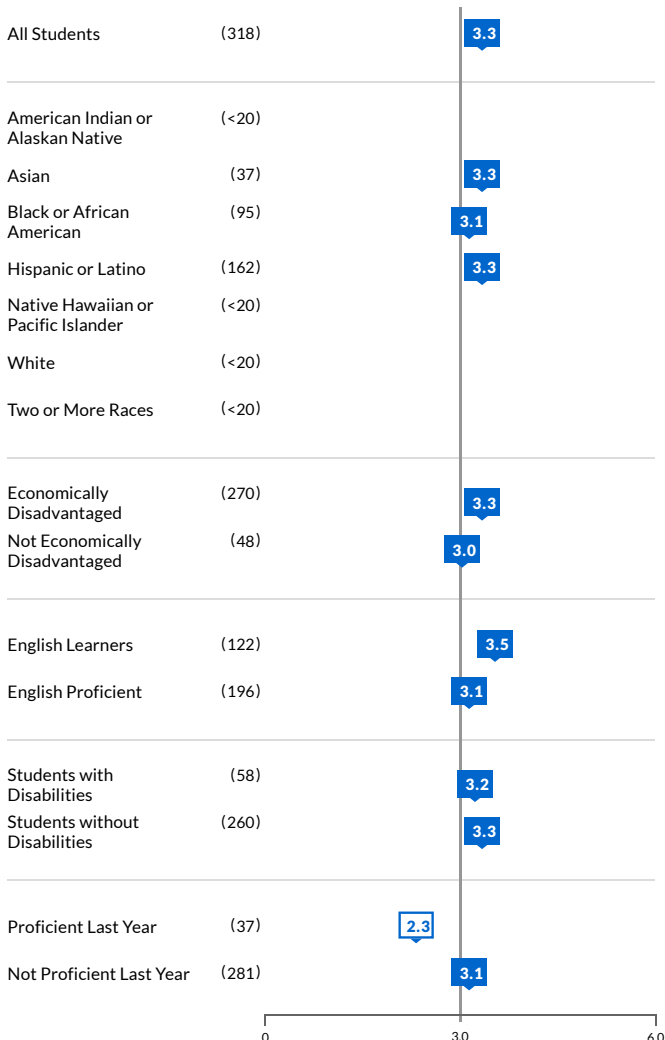 All Students (318) 3.3
American Indian or (<20)
Alaskan Native
Asian (37) 3.3
Black or African (95) 3.1
American
Hispanic or Latino (162) 3.3
Native Hawaiian or (<20)
Pacific Islander
White (<20)
Two or More Races (<20)
Economically (270) 3.3
Disadvantaged
Not Economically (48) 3.0
Disadvantaged
English Learners (122) 3.5
English Proficient (196) 3.1
Students with (58) 3.2
Disabilities
Students without (260) 3.3
Disabilities
Proficient Last Year (37) 2.3
Not Proficient Last Year (281) 3.1
0 3.0 6.0